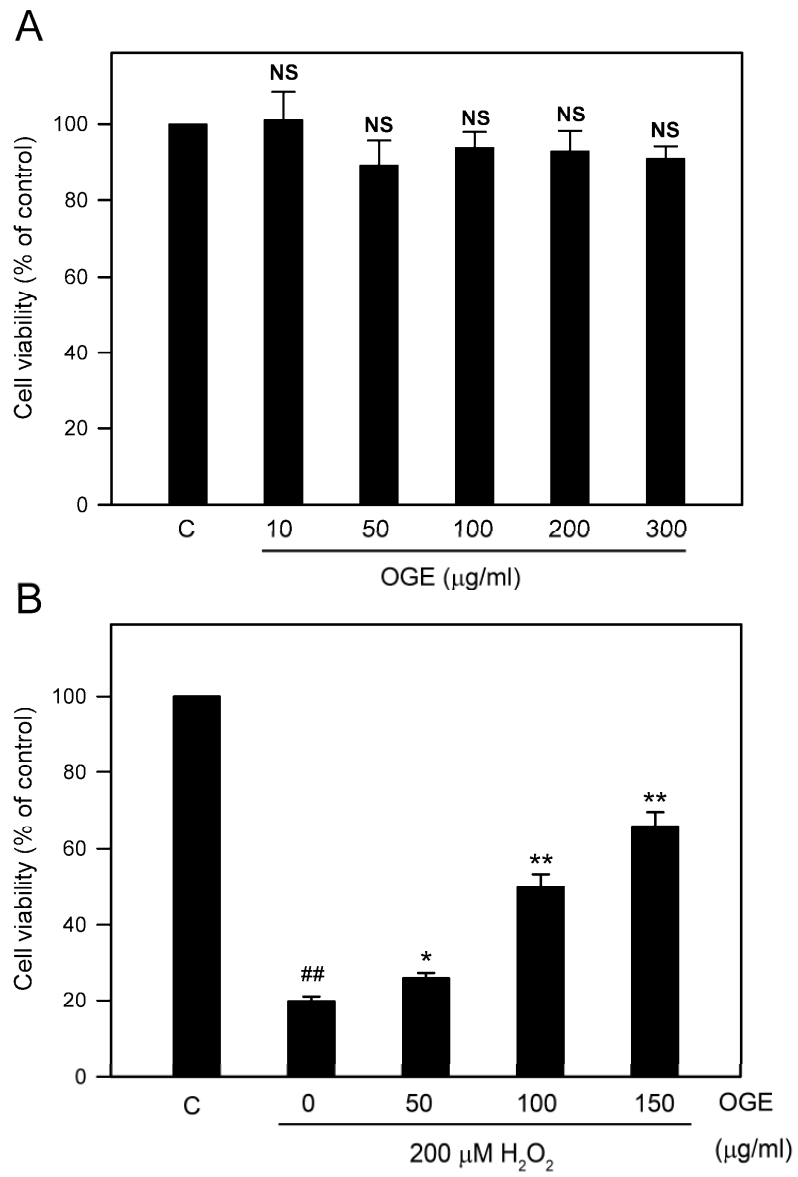 A
Cell viability (% of control)
100
80
60
40
20
0
NS
NS
NS
NS
NS
C 10 50 100 200 300
OGE (μg/ml)
B
Cell viability (% of control)
100
80
60
40
20
0
##
*
**
**
C 0 50 100 150 OGE
200 μM H₂O₂ (μg/ml)